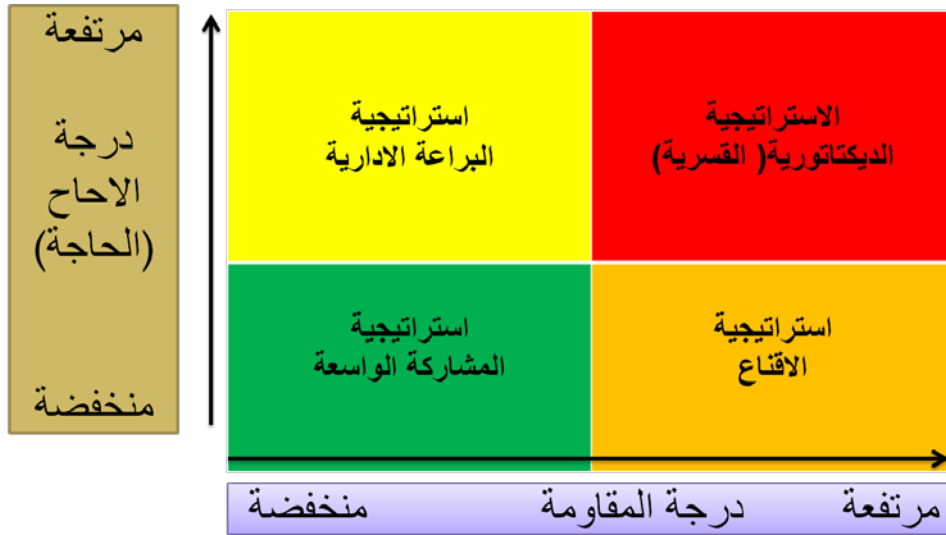 مرتفعة
درجة
الاحاح
(الحاجة)
منخفضة
الاستراتيجية
الديكتاتورية( القسرية)
استراتيجية
البراعة الادارية
استراتيجية
الاقناع
استراتيجية
المشاركة الواسعة
مرتفعة درجة المقاومة منخفضة